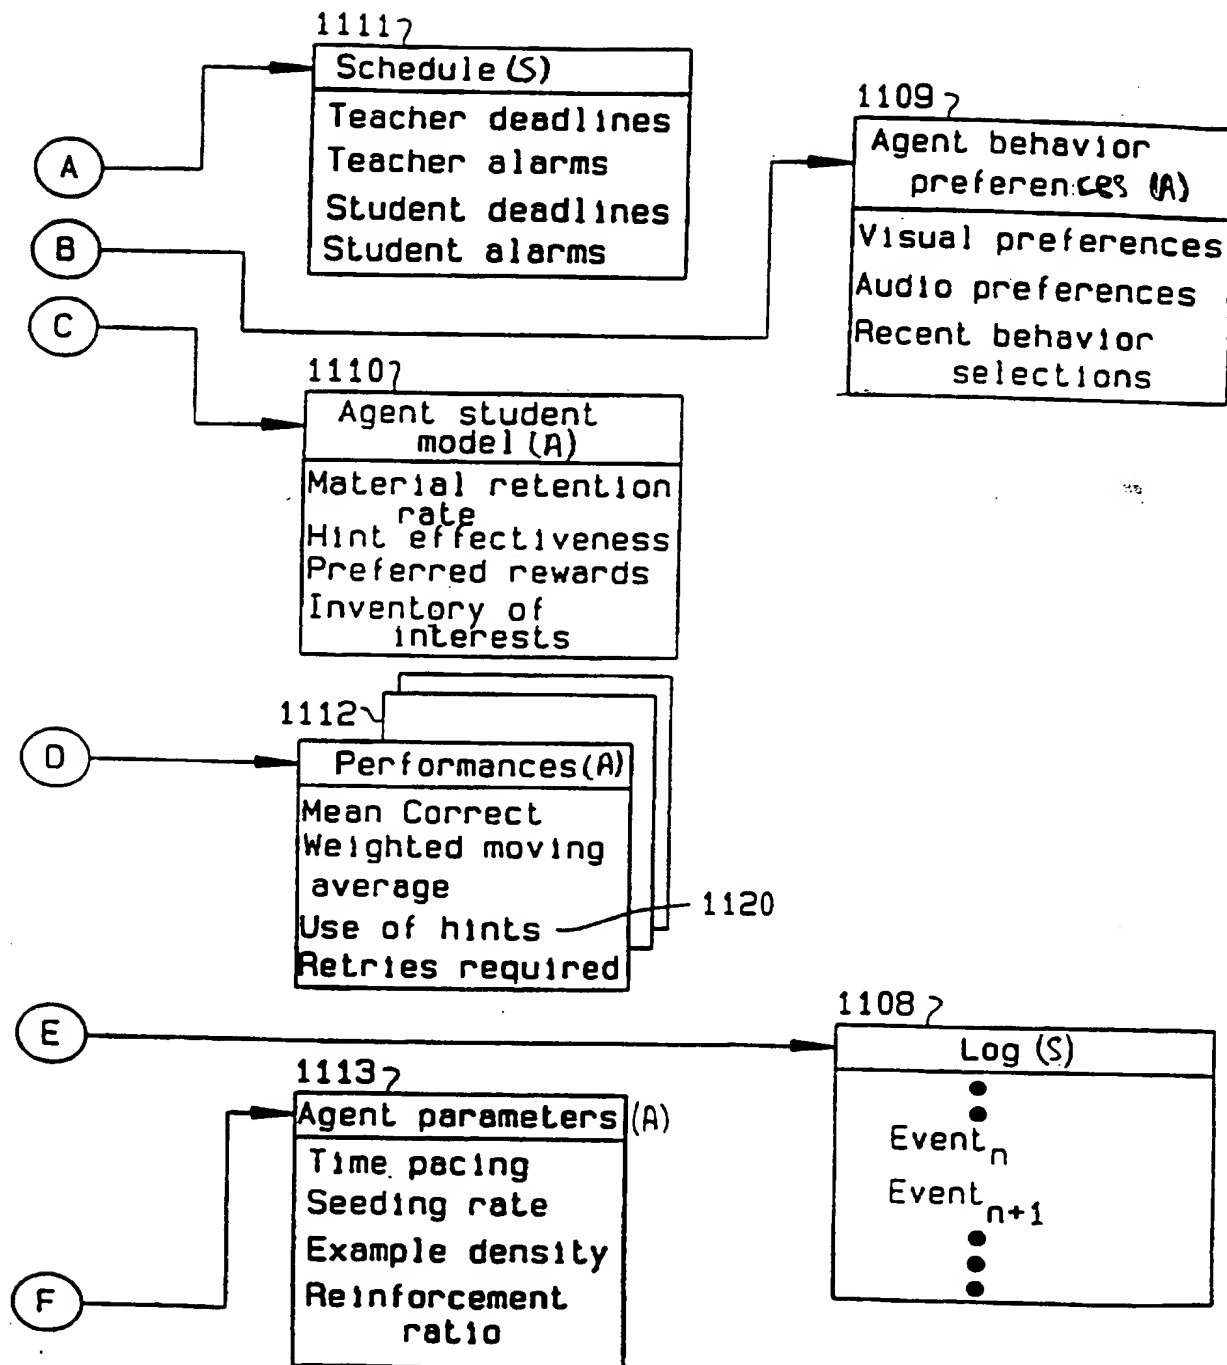 1111
Schedule (S)
Teacher deadlines
Teacher alarms
Student deadlines
Student alarms
A
B
C
1109
Agent behavior
preferences (A)
Visual preferences
Audio preferences
Recent behavior
selections
1110
Agent student
model (A)
Material retention
rate
Hint effectiveness
Preferred rewards
Inventory of
interests
D
1112
Performances (A)
Mean Correct
Weighted moving
average
Use of hints
1120
Retries required
E
1108
Log (S)
Event n
Event n+1
F
1113
Agent parameters (A)
Time pacing
Seeding rate
Example density
Reinforcement
ratio